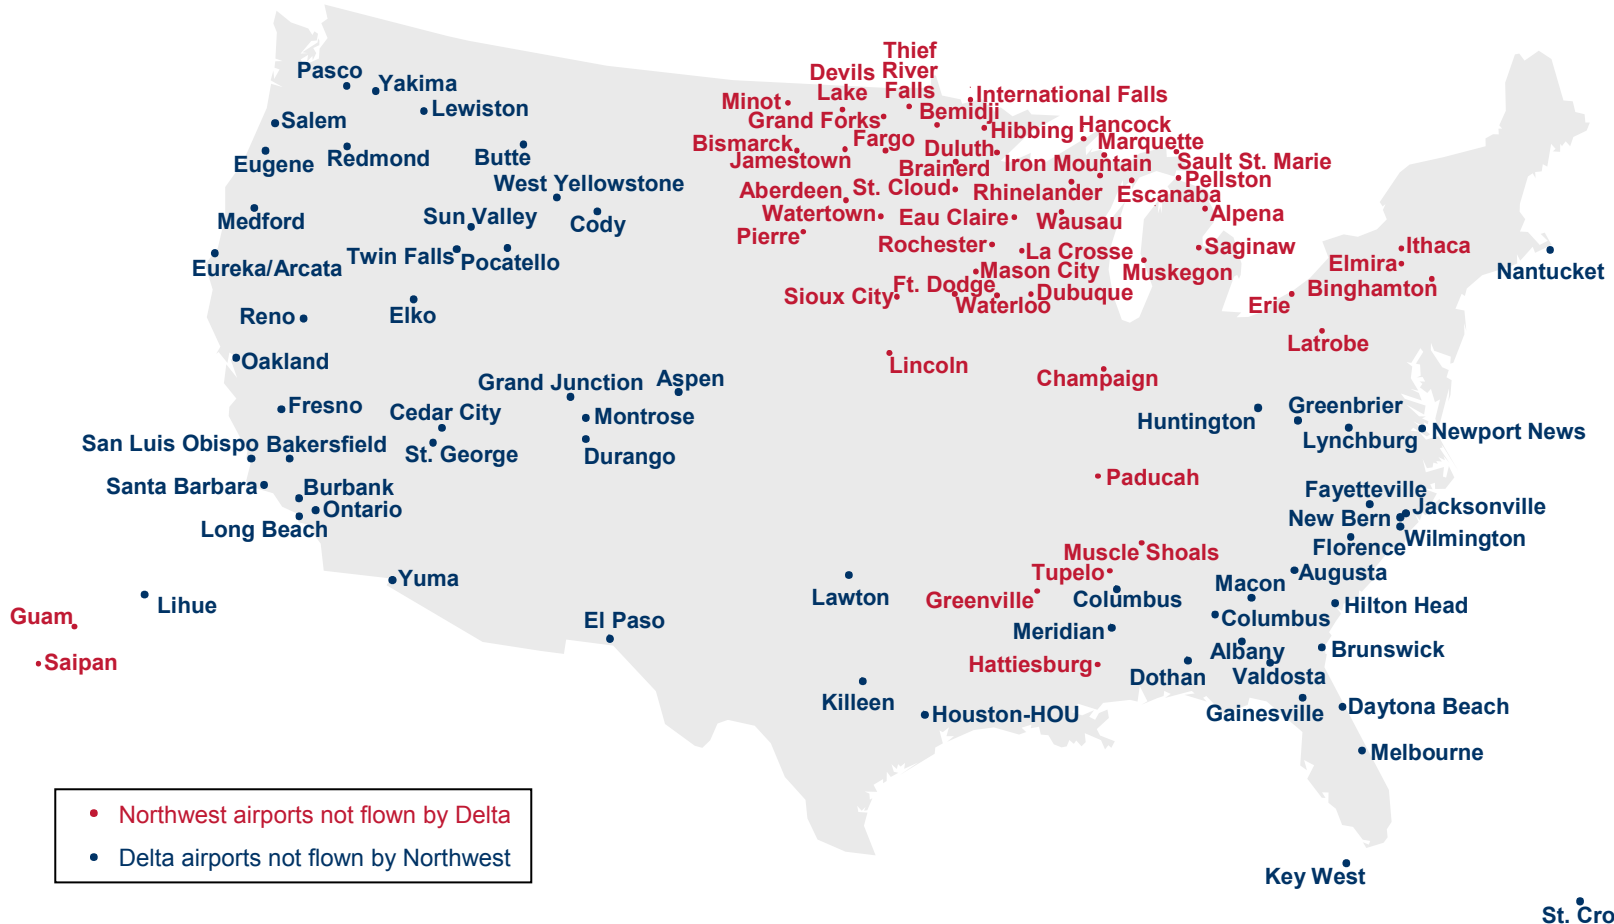 Thief
River
Falls
Devils
Lake
Pasco
Yakima
Lewiston
Salem
Eugene
Redmond
Butte
West Yellowstone
Medford
Sun Valley
Cody
Twin Falls
Pocatello
Eureka/Arcata
Reno
Elko
Oakland
Grand Junction
Aspen
Fresno
Cedar City
Montrose
San Luis Obispo
Bakersfield
St. George
Durango
Santa Barbara
Burbank
Ontario
Long Beach
Yuma
Lihue
Guam
Saipan
El Paso
Minot
International Falls
Grand Forks
Bemidji
Hibbing
Hancock
Bismarck
Fargo
Duluth
Marquette
Jamestown
Brainerd
Iron Mountain
Sault St. Marie
Pellston
Aberdeen
St. Cloud
Rhinelander
Escanaba
Watertown
Eau Claire
Wausau
Alpena
Pierre
Rochester
La Crosse
Saginaw
Mason City
Muskegon
Sioux City
Ft. Dodge
Waterloo
Dubuque
Ithaca
Elmira
Binghamton
Erie
Latrobe
Nantucket
Lincoln
Champaign
Huntington
Greenbrier
Lynchburg
Newport News
Paducah
Fayetteville
Jacksonville
New Bern
Wilmington
Florence
Muscle Shoals
Tupelo
Greenville
Columbus
Macon
Augusta
Lawton
Hilton Head
Meridian
Columbus
Albany
Brunswick
Hattiesburg
Dothan
Valdosta
Killeen
Houston-HOU
Gainesville
Daytona Beach
Melbourne
Northwest airports not flown by Delta
Delta airports not flown by Northwest
Key West
St. Cro